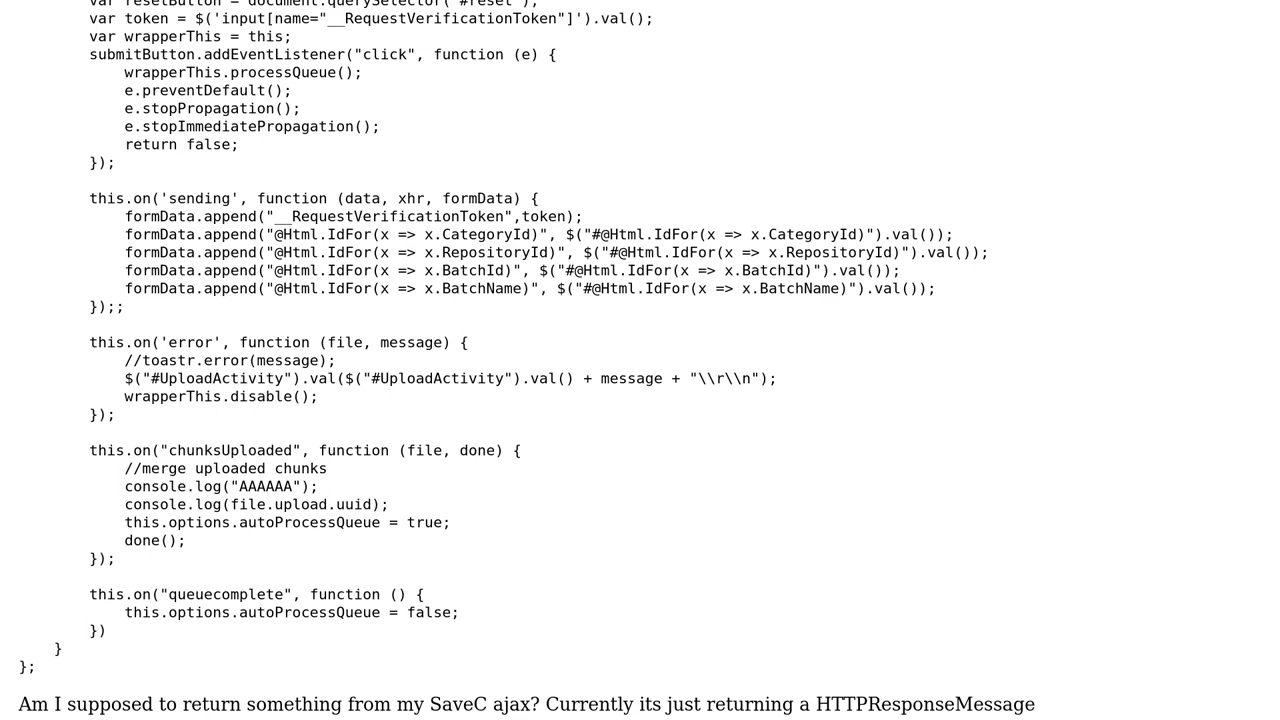 var resetButton = document.querySelector("#reset");
var token = $('input[name="__RequestVerificationToken"]').val();
var wrapperThis = this;
submitButton.addEventListener("click", function (e) {
wrapperThis.processQueue();
e.preventDefault();
e.stopPropagation();
e.stopImmediatePropagation();
return false;
});
this.on('sending', function (data, xhr, formData) {
formData.append("__RequestVerificationToken",token);
formData.append("@Html.IdFor(x => x.CategoryId)", $("#@Html.IdFor(x => x.CategoryId)").val());
formData.append("@Html.IdFor(x => x.RepositoryId)", $("#@Html.IdFor(x => x.RepositoryId)").val());
formData.append("@Html.IdFor(x => x.BatchId)", $("#@Html.IdFor(x => x.BatchId)").val());
formData.append("@Html.IdFor(x => x.BatchName)", $("#@Html.IdFor(x => x.BatchName)").val());
});;
this.on('error', function (file, message) {
//toastr.error(message);
$("#UploadActivity").val($("#UploadActivity").val() + message + "\\r\\n");
wrapperThis.disable();
});
this.on("chunksUploaded", function (file, done) {
//merge uploaded chunks
console.log("AAAAAA");
console.log(file.upload.uuid);
this.options.autoProcessQueue = true;
done();
});
this.on("queuecomplete", function () {
this.options.autoProcessQueue = false;
})
}
};
Am I supposed to return something from my SaveC ajax? Currently its just returning a HTTPResponseMessage